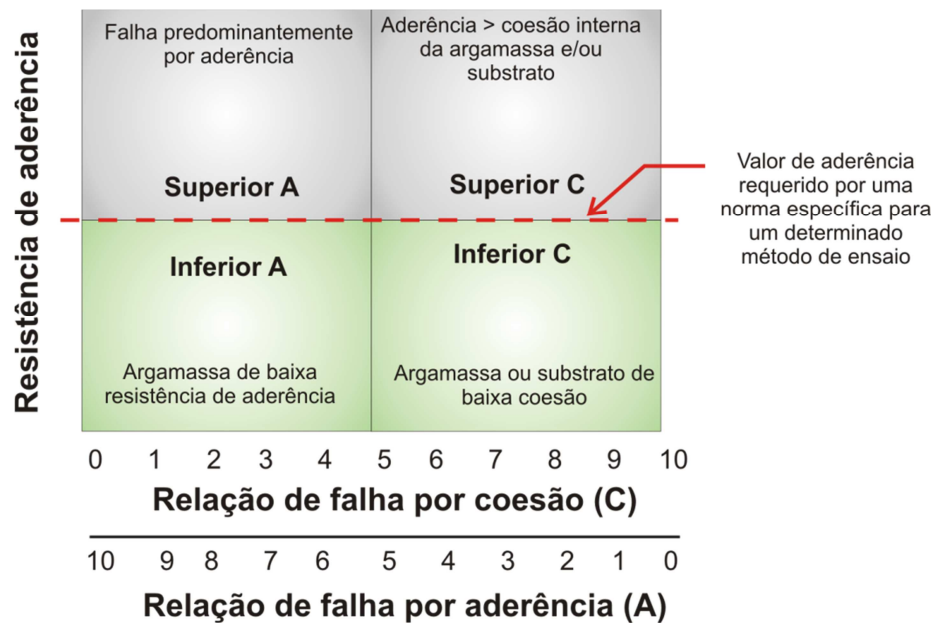 Resistência de aderência
Falha predominantemente
por aderência
Aderência > coesão interna
da argamassa e/ou
substrato
Superior A
Superior C
Valor de aderência
requerido por uma
norma específica para
um determinado
método de ensaio
Inferior A
Inferior C
Argamassa de baixa
resistência de aderência
Argamassa ou substrato de
baixa coesão
0 1 2 3 4 5 6 7 8 9 10
Relação de falha por coesão (C)
10 9 8 7 6 5 4 3 2 1 0
Relação de falha por aderência (A)